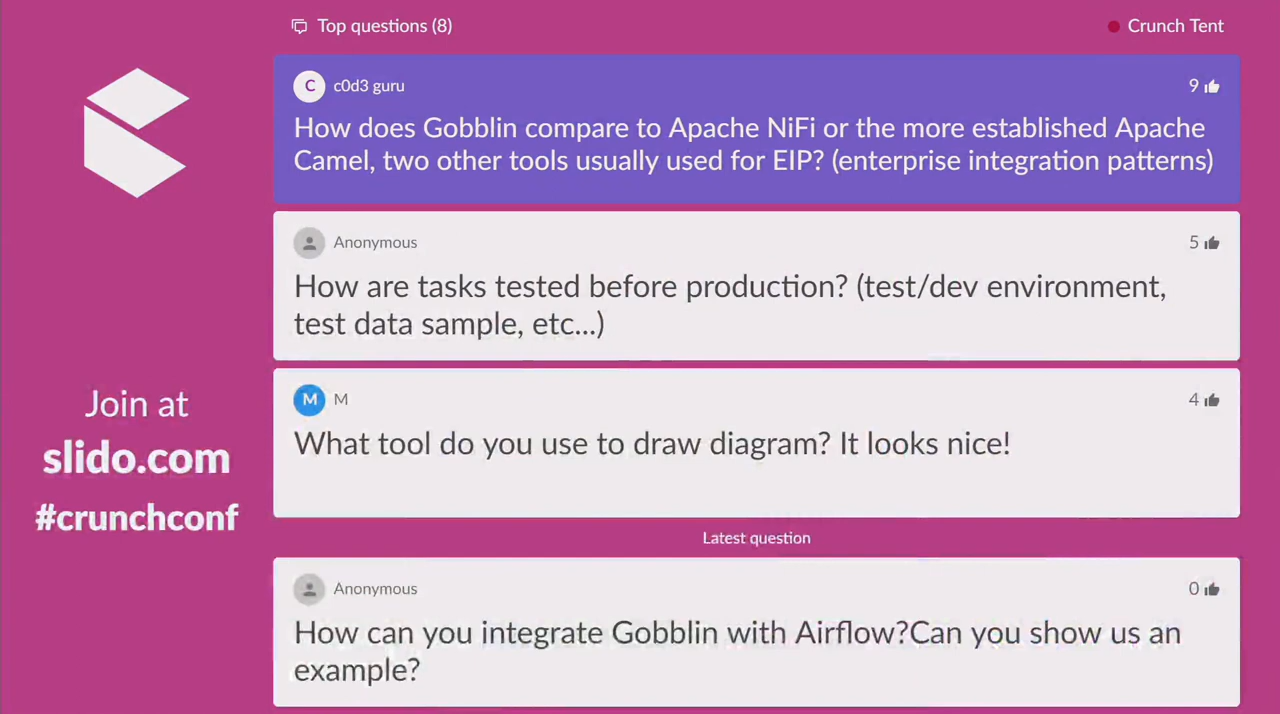 Top questions (8)
Crunch Tent
C
c0d3 guru
9
How does Gobblin compare to Apache NiFi or the more established Apache
Camel, two other tools usually used for EIP? (enterprise integration patterns)
Anonymous
5
How are tasks tested before production? (test/dev environment,
test data sample, etc...)
M
M
4
What tool do you use to draw diagram? It looks nice!
Join at
slido.com
#crunchconf
Latest question
Anonymous
0
How can you integrate Gobblin with Airflow?Can you show us an
example?